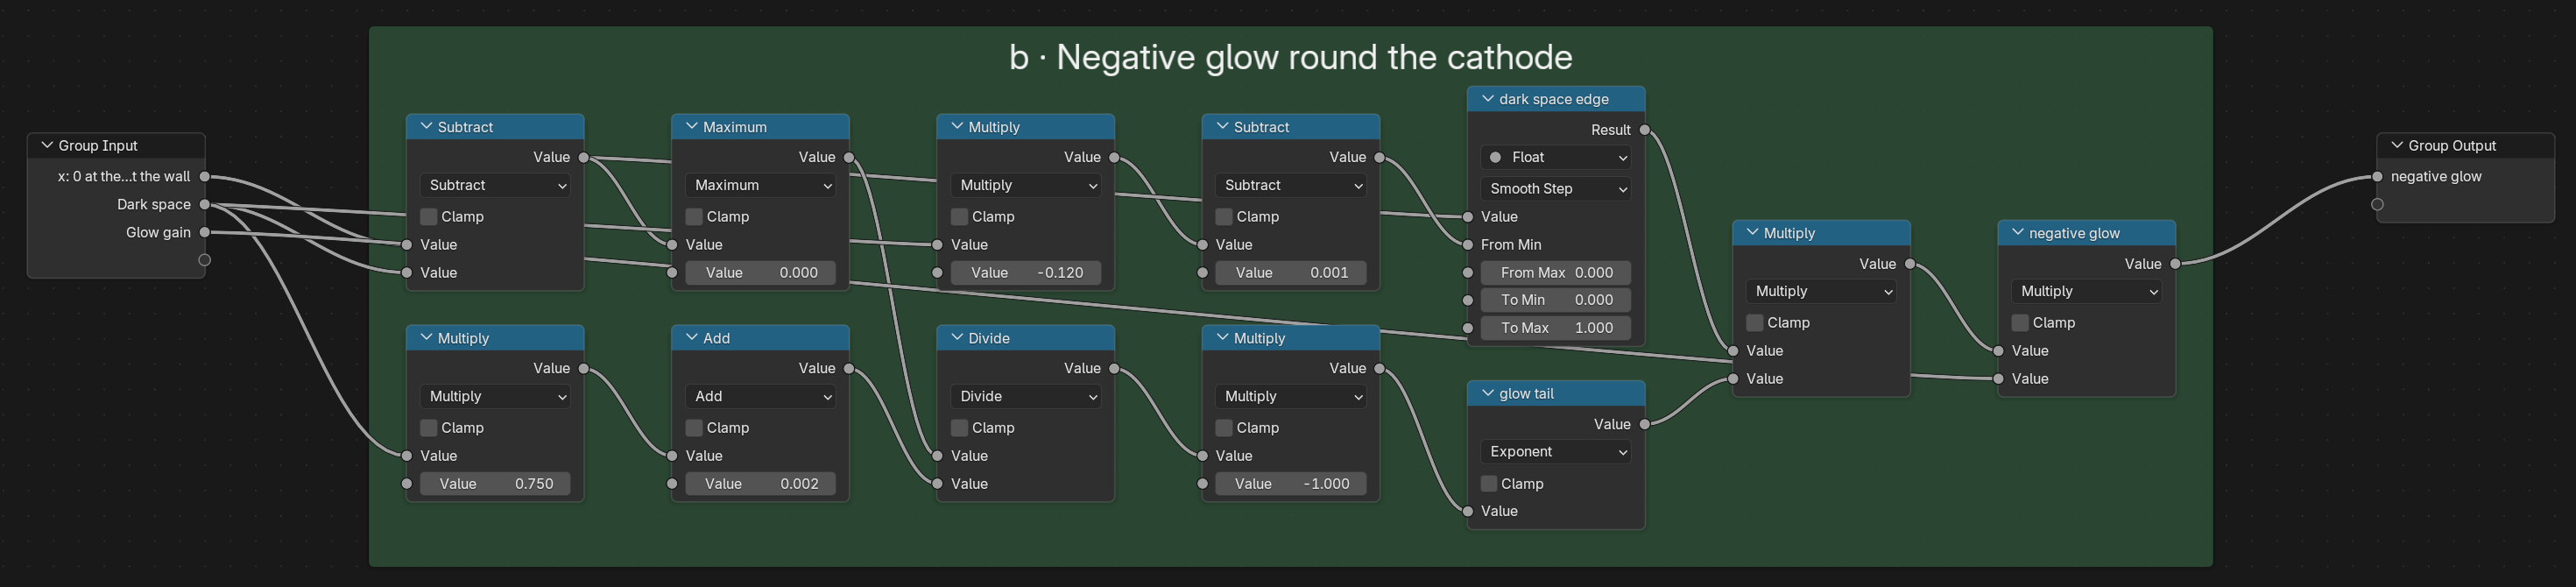 b · Negative glow round the cathode
Group Input
x: 0 at the...t the wall
Dark space
Glow gain
Subtract
Value
Subtract
Clamp
Value
Value
Maximum
Value
Maximum
Clamp
Value
Value 0.000
Multiply
Value
Multiply
Clamp
Value
Value -0.120
Subtract
Value
Subtract
Clamp
Value
Value 0.001
dark space edge
Result
Float
Smooth Step
Value
From Min
From Max 0.000
To Min 0.000
To Max 1.000
Multiply
Value
Multiply
Clamp
Value
Value 0.750
Add
Value
Add
Clamp
Value
Value 0.002
Divide
Value
Divide
Clamp
Value
Value
Multiply
Value
Multiply
Clamp
Value
Value -1.000
glow tail
Value
Exponent
Clamp
Value
Multiply
Value
Multiply
Clamp
Value
Value
negative glow
Value
Multiply
Clamp
Value
Value
Group Output
negative glow